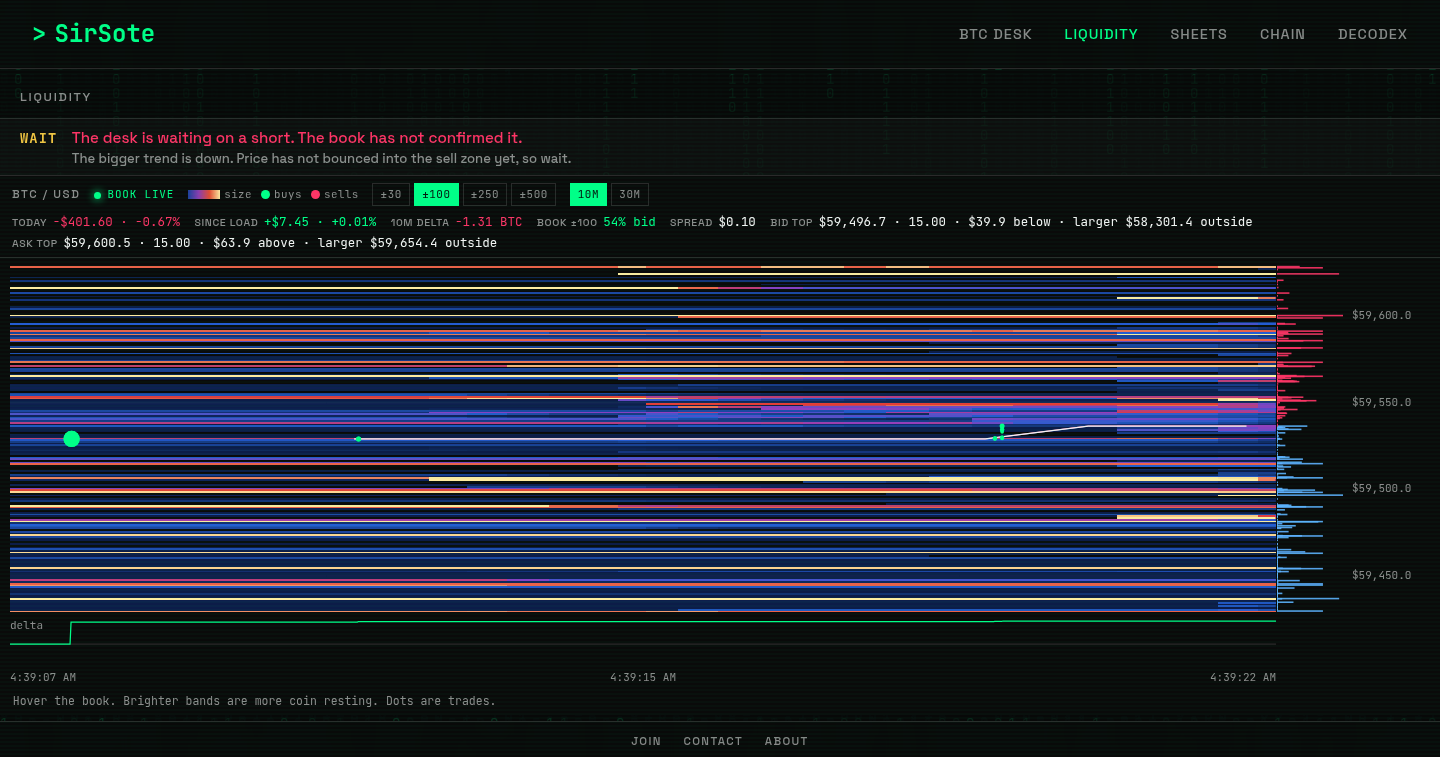 > SirSote
BTC DESK LIQUIDITY SHEETS CHAIN DECODEX
LIQUIDITY
WAIT The desk is waiting on a short. The book has not confirmed it.
The bigger trend is down. Price has not bounced into the sell zone yet, so wait.
BTC / USD BOOK LIVE size buys sells ±30 ±100 ±250 ±500 10M 30M
TODAY -$401.60 · -0.67% SINCE LOAD +$7.45 · +0.01% 10M DELTA -1.31 BTC BOOK ±100 54% bid SPREAD $0.10 BID TOP $59,496.7 · 15.00 · $39.9 below · larger $58,301.4 outside
ASK TOP $59,600.5 · 15.00 · $63.9 above · larger $59,654.4 outside
$59,600.0
$59,550.0
$59,500.0
$59,450.0
delta
4:39:07 AM 4:39:15 AM 4:39:22 AM
Hover the book. Brighter bands are more coin resting. Dots are trades.
JOIN CONTACT ABOUT